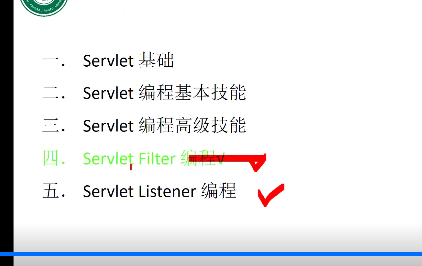 一. Servlet 基础
二. Servlet 编程基本技能
三. Servlet 编程高级技能
四. Servlet Filter 编程√
五. Servlet Listener 编程